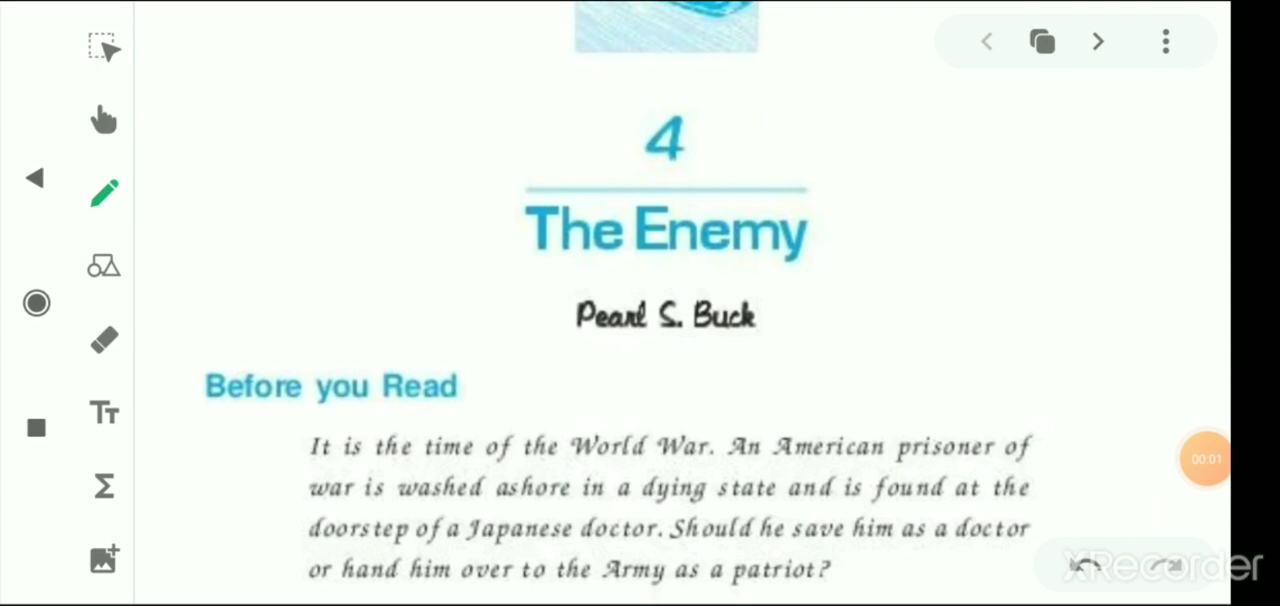 4
The Enemy
Pearl S. Buck
Before you Read
It is the time of the World War. An American prisoner of
war is washed ashore in a dying state and is found at the
doorstep of a Japanese doctor. Should he save him as a doctor
or hand him over to the Army as a patriot?
00:01
XRecorder
Tт
Σ